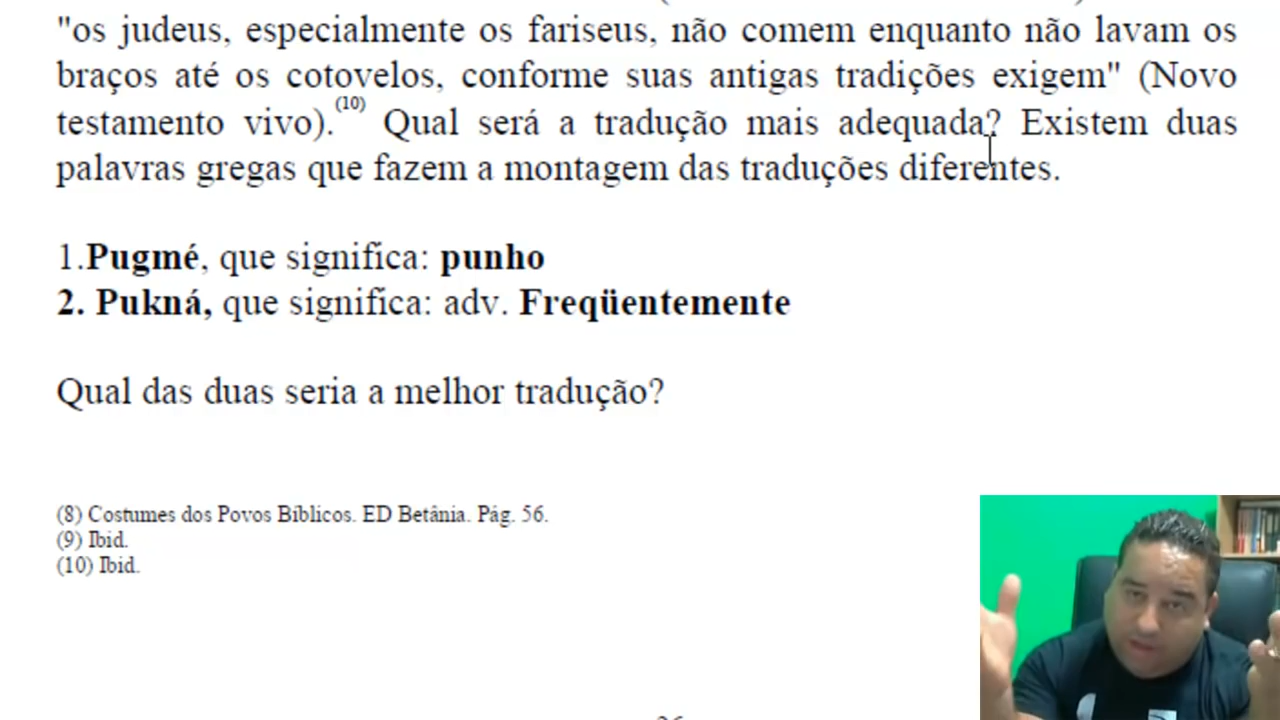 "os judeus, especialmente os fariseus, não comem enquanto não lavam os
braços até os cotovelos, conforme suas antigas tradições exigem" (Novo
testamento vivo).(10) Qual será a tradução mais adequada? Existem duas
palavras gregas que fazem a montagem das traduções diferentes.
1.Pugmé, que significa: punho
2. Pukná, que significa: adv. Freqüentemente
Qual das duas seria a melhor tradução?
(8) Costumes dos Povos Bíblicos. ED Betânia. Pág. 56.
(9) Ibid.
(10) Ibid.